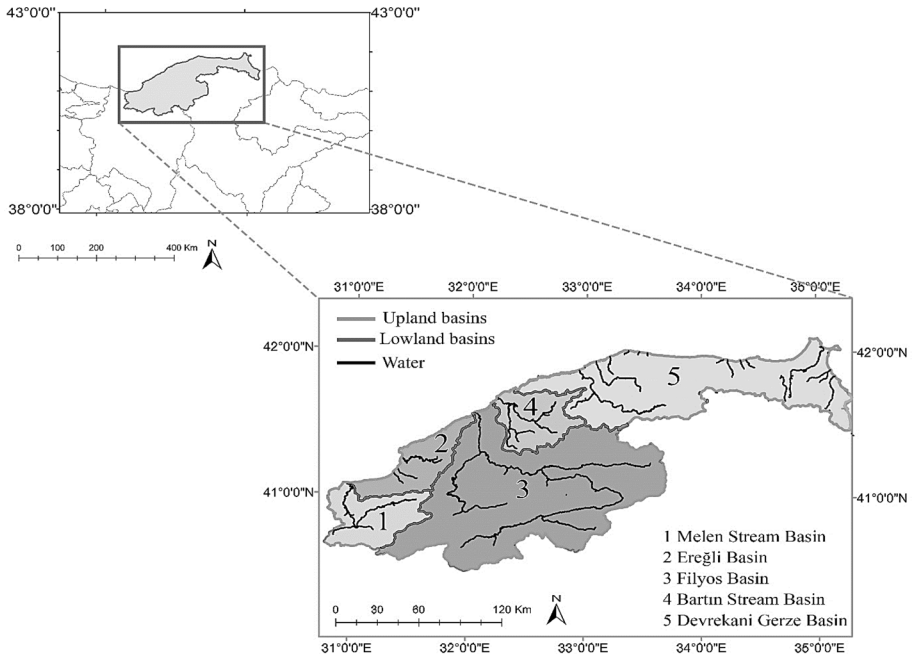 43°0'0"
43°0'0"
38°0'0"
38°0'0"
0 100 200 400 Km
N
31°0'0"E 32°0'0"E 33°0'0"E 34°0'0"E 35°0'0"E
Upland basins
Lowland basins
Water
42°0'0"N
42°0'0"N
5
4
2
3
1
41°0'0"N
41°0'0"N
1 Melen Stream Basin
2 Ereğli Basin
3 Filyos Basin
4 Bartın Stream Basin
5 Devrekani Gerze Basin
0 30 60 120 Km
N
31°0'0"E 32°0'0"E 33°0'0"E 34°0'0"E 35°0'0"E